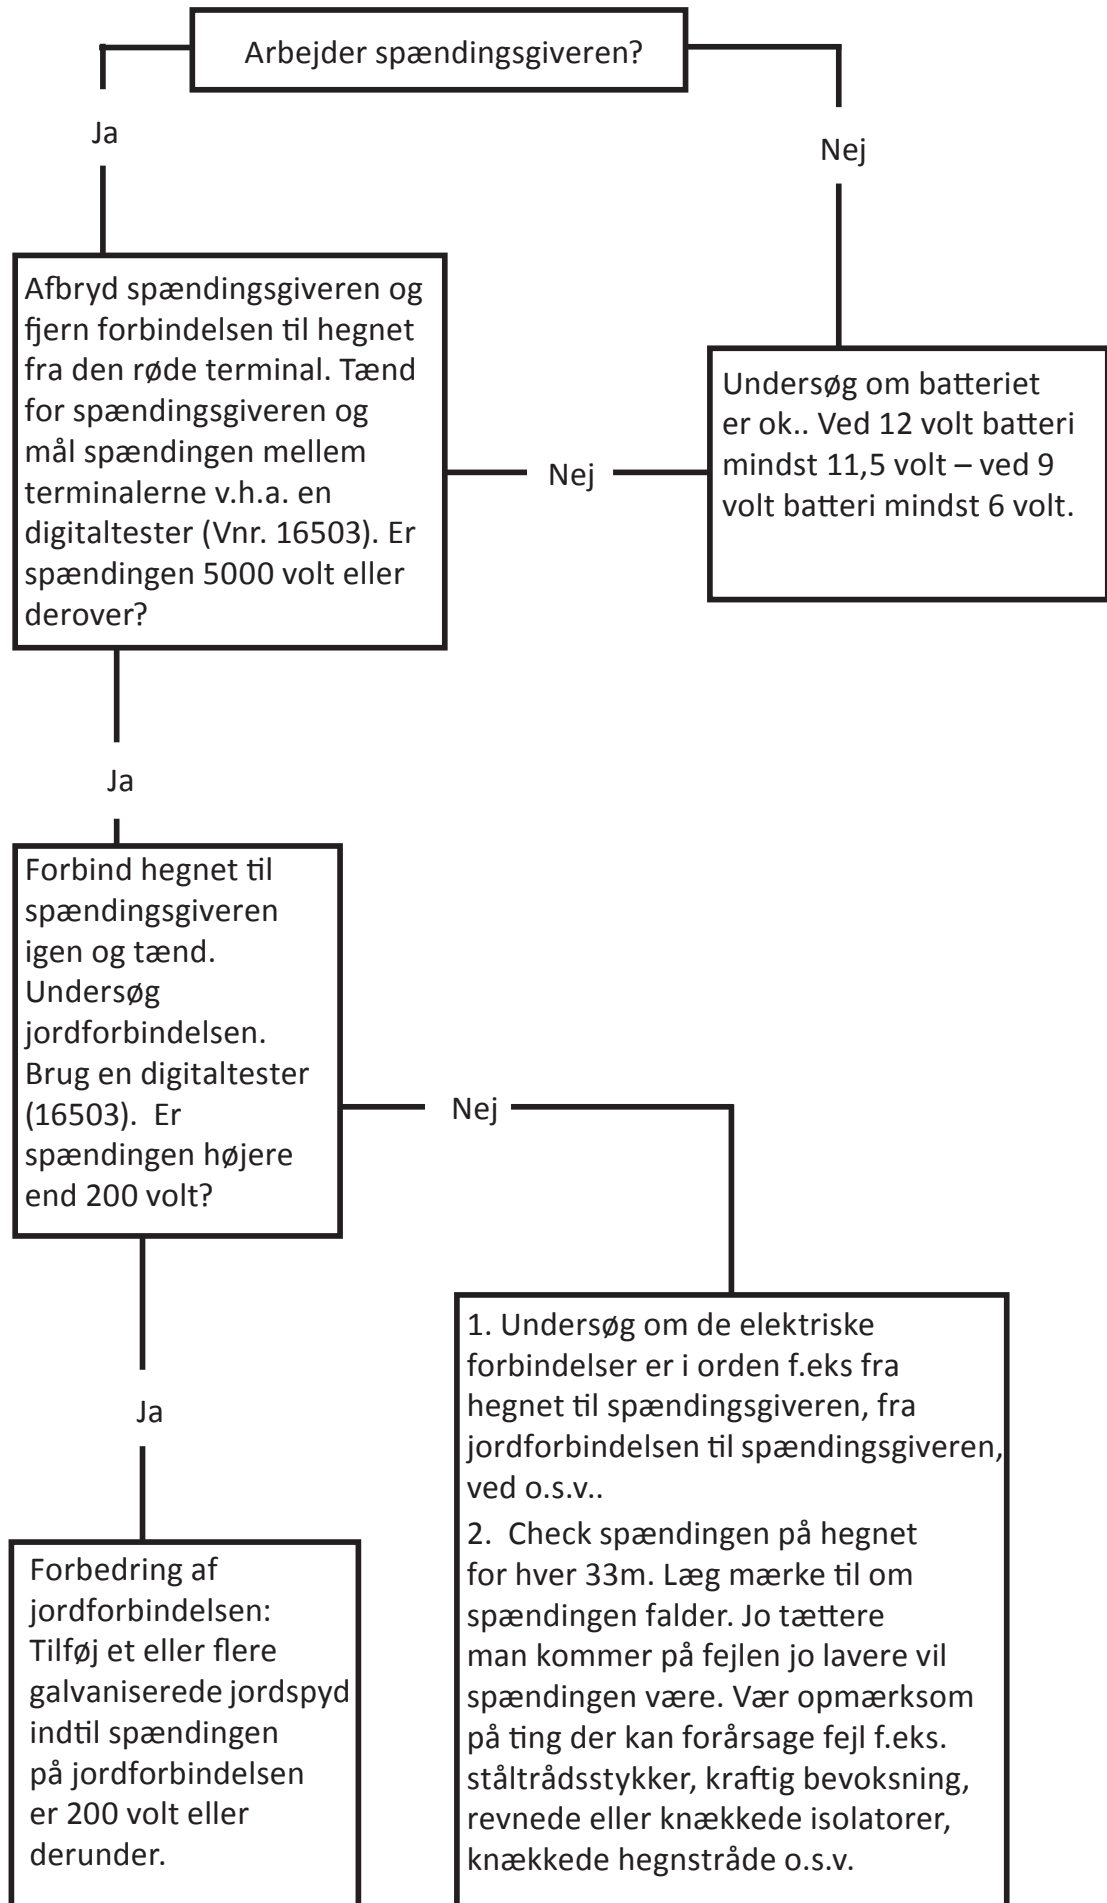 Arbejder spændingsgiveren?
Ja
Nej
Afbryd spændingsgiveren og
fjern forbindelsen til hegnet
fra den røde terminal. Tænd
for spændingsgiveren og
mål spændingen mellem
terminalerne v.h.a. en
digitaltester (Vnr. 16503). Er
spændingen 5000 volt eller
derover?
Nej
Undersøg om batteriet
er ok.. Ved 12 volt batteri
mindst 11,5 volt – ved 9
volt batteri mindst 6 volt.
Ja
Forbind hegnet til
spændingsgiveren
igen og tænd.
Undersøg
jordforbindelsen.
Brug en digitaltester
(16503).  Er
spændingen højere
end 200 volt?
Nej
Ja
1. Undersøg om de elektriske
forbindelser er i orden f.eks fra
hegnet til spændingsgiveren, fra
jordforbindelsen til spændingsgiveren,
ved o.s.v..
2.  Check spændingen på hegnet
for hver 33m. Læg mærke til om
spændingen falder. Jo tættere
man kommer på fejlen jo lavere vil
spændingen være. Vær opmærksom
på ting der kan forårsage fejl f.eks.
ståltrådsstykker, kraftig bevoksning,
revnede eller knækkede isolatorer,
knækkede hegnstråde o.s.v.
Forbedring af
jordforbindelsen:
Tilføj et eller flere
galvaniserede jordspyd
indtil spændingen
på jordforbindelsen
er 200 volt eller
derunder.